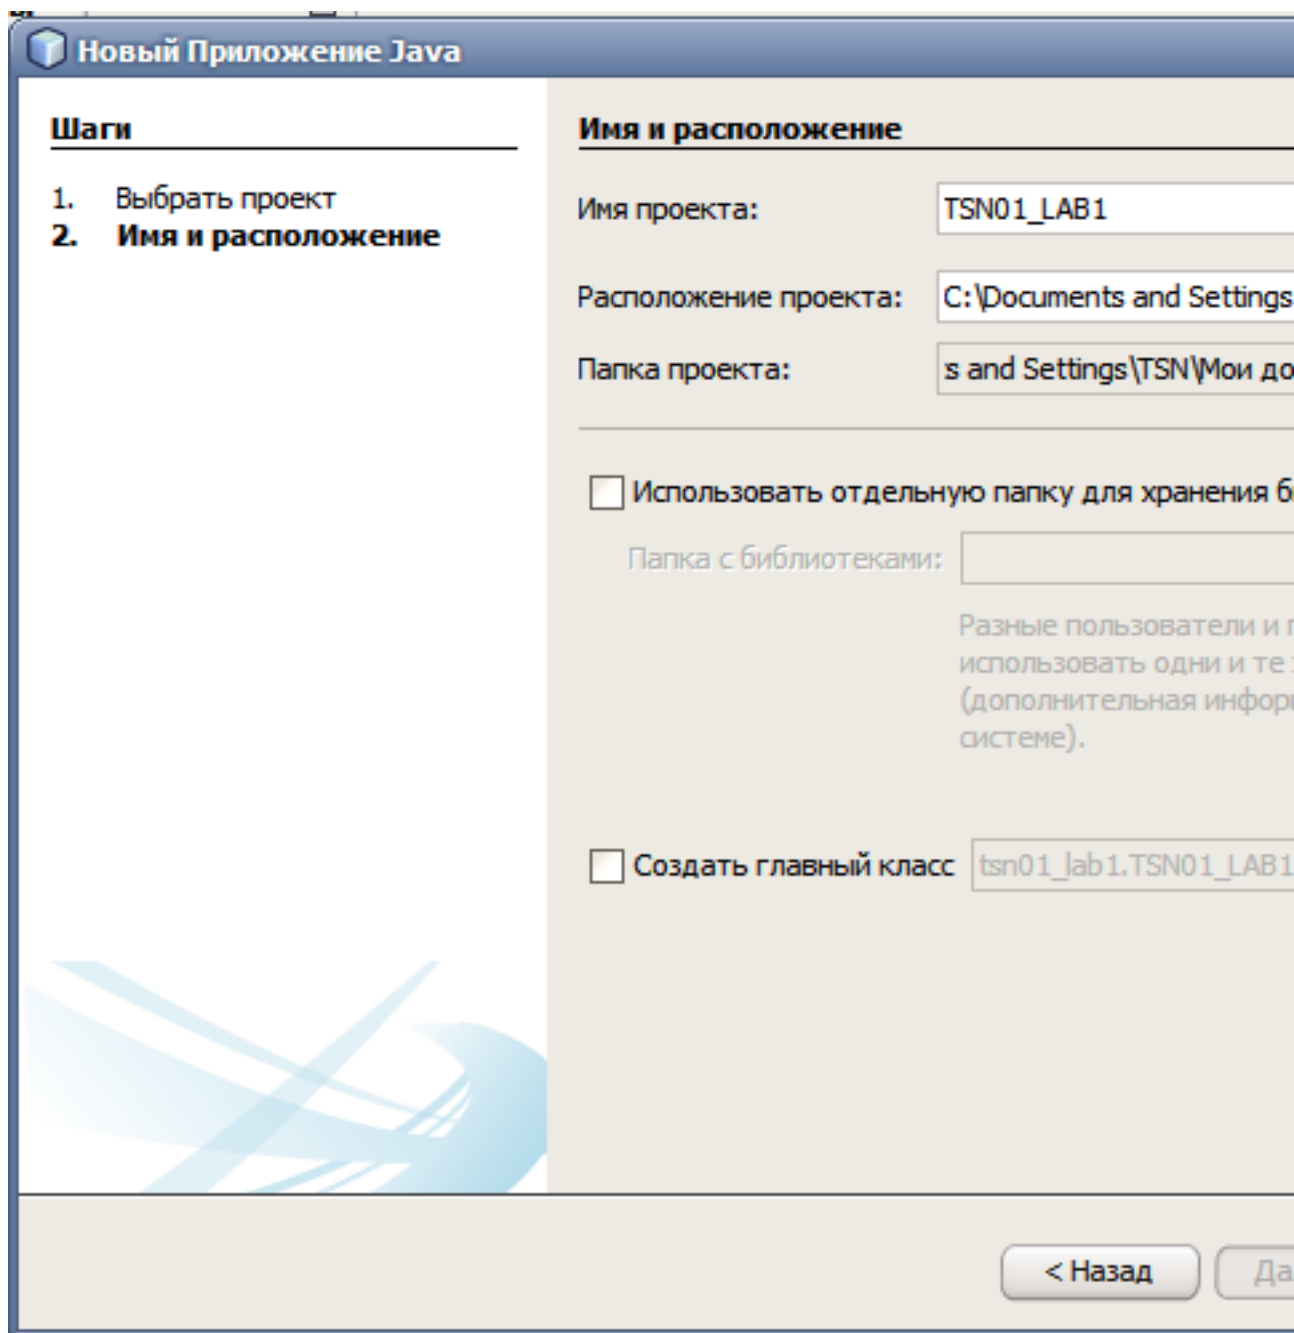 Новый Приложение Java
Шаги
1. Выбрать проект
2. Имя и расположение
Имя и расположение
Имя проекта: TSN01_LAB1
Расположение проекта: C:\Documents and Settings
Папка проекта: s and Settings\TSN\Мои до
Использовать отдельную папку для хранения
Папка с библиотеками:
Разные пользователи и
использовать одни и те
(дополнительная инфор
системе).
Создать главный класс tsn01_lab1.TSN01_LAB1
< Назад Да